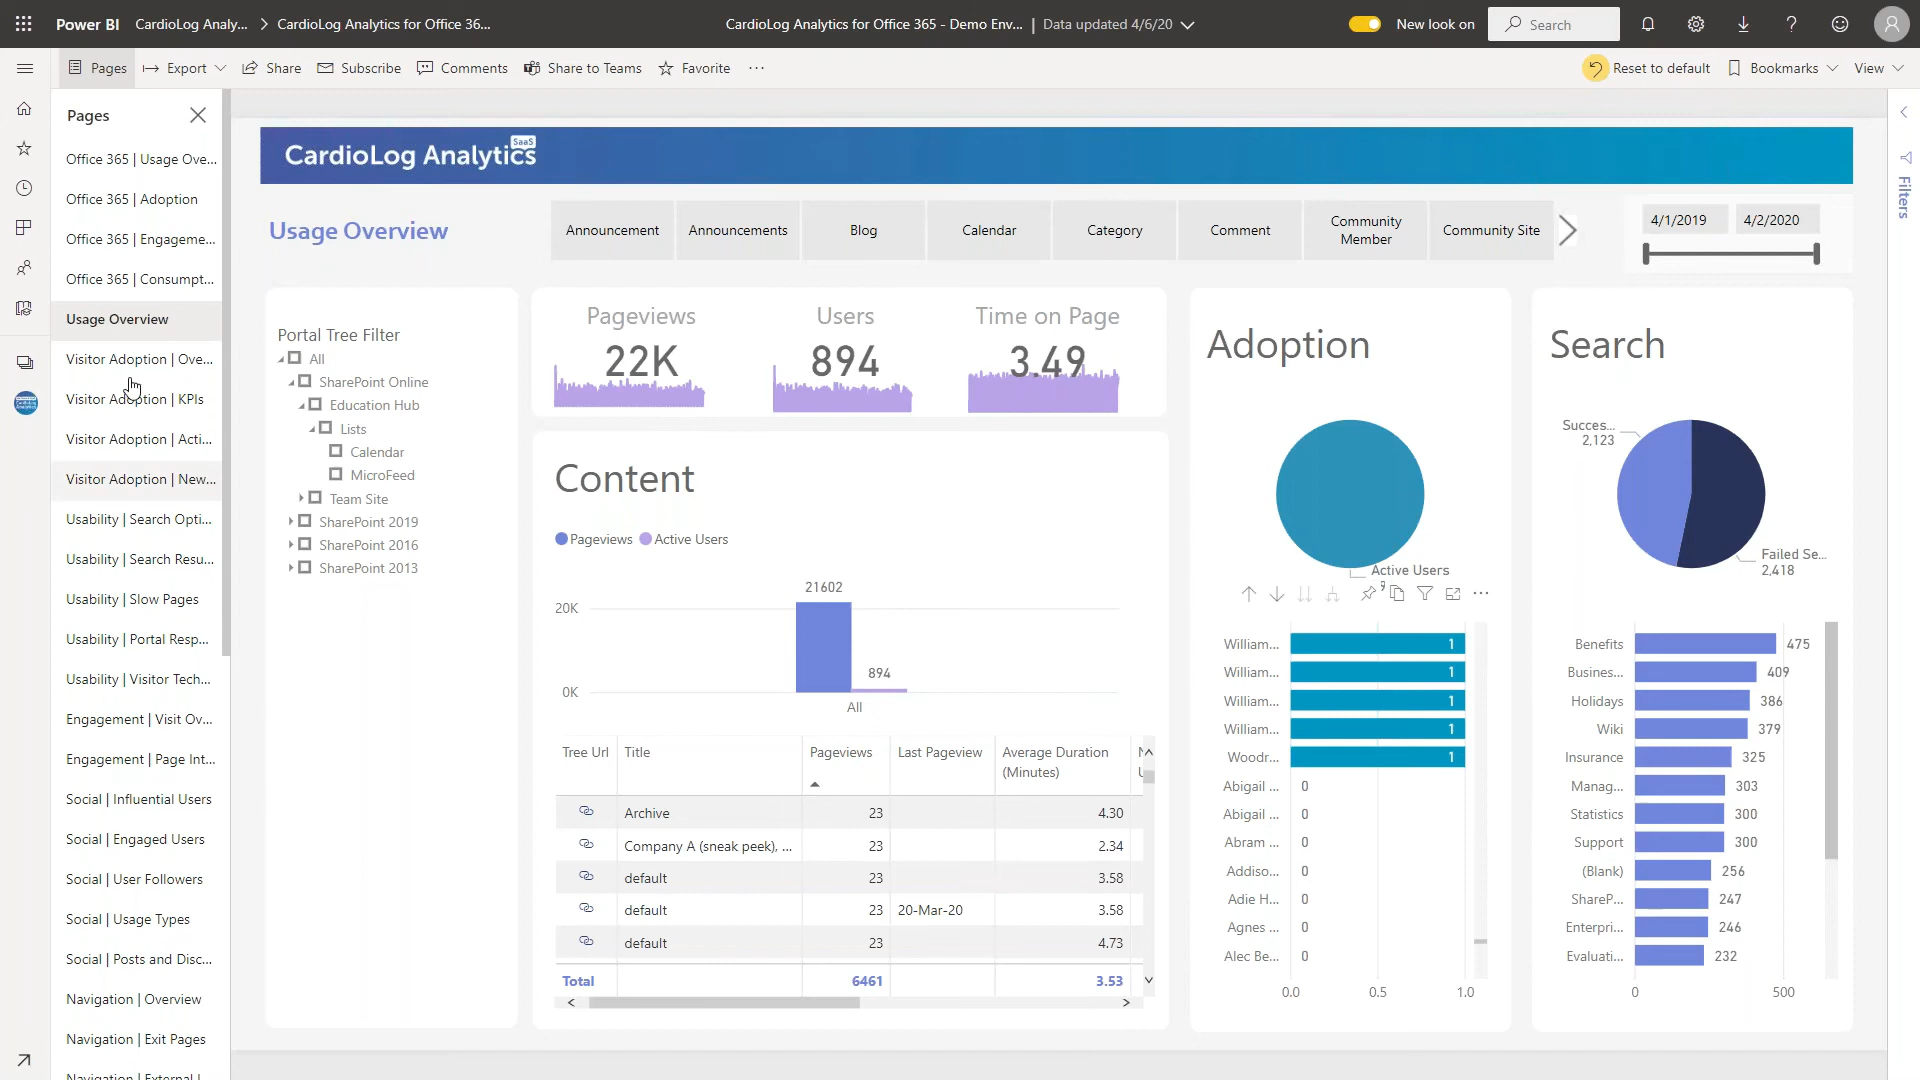 Power BI CardioLog Analy... CardioLog Analytics for Office 36...
CardioLog Analytics for Office 365 - Demo Env... | Data updated 4/6/20
New look on
Search
A
Pages Export Share Subscribe Comments Share to Teams Favorite ...
Reset to default Bookmarks View
Pages
Office 365 | Usage Ove...
Office 365 | Adoption
Office 365 | Engageme...
Office 365 | Consumpt...
Usage Overview
Visitor Adoption | Ove...
Visitor Adoption | KPIs
Visitor Adoption | Acti...
Visitor Adoption | New...
Usability | Search Opti...
Usability | Search Resu...
Usability | Slow Pages
Usability | Portal Resp...
Usability | Visitor Tech...
Engagement | Visit Ov...
Engagement | Page Int...
Social | Influential Users
Social | Engaged Users
Social | User Followers
Social | Usage Types
Social | Posts and Disc...
Navigation | Overview
Navigation | Exit Pages
CardioLog Analytics SaaS
Usage Overview
Announcement
Announcements
Blog
Calendar
Category
Comment
Community
Member
Community Site
4/1/2019 4/2/2020
Filters
Portal Tree Filter
All
SharePoint Online
Education Hub
Lists
Calendar
MicroFeed
Team Site
SharePoint 2019
SharePoint 2016
SharePoint 2013
Pageviews
22K
Users
894
Time on Page
3.49
Content
Pageviews Active Users
21602
20K
894
0K
All
Tree Url Title Pageviews Last Pageview Average Duration
(Minutes)
Archive 23 4.30
Company A (sneak peek), ... 23 2.34
default 23 3.58
default 23 20-Mar-20 3.58
default 23 4.73
Total 6461 3.53
Adoption
Active Users
William... 1
William... 1
William... 1
William... 1
Woodr... 1
Abigail ... 0
Abigail ... 0
Abram ... 0
Addiso... 0
Adie H... 0
Agnes ... 0
Alec Be... 0
0.0 0.5 1.0
Search
Succes...
2,123
Failed Se...
2,418
Benefits 475
Busines... 409
Holidays 386
Wiki 379
Insurance 325
Manag... 303
Statistics 300
Support 300
(Blank) 256
ShareP... 247
Enterpri... 246
Evaluati... 232
0 500